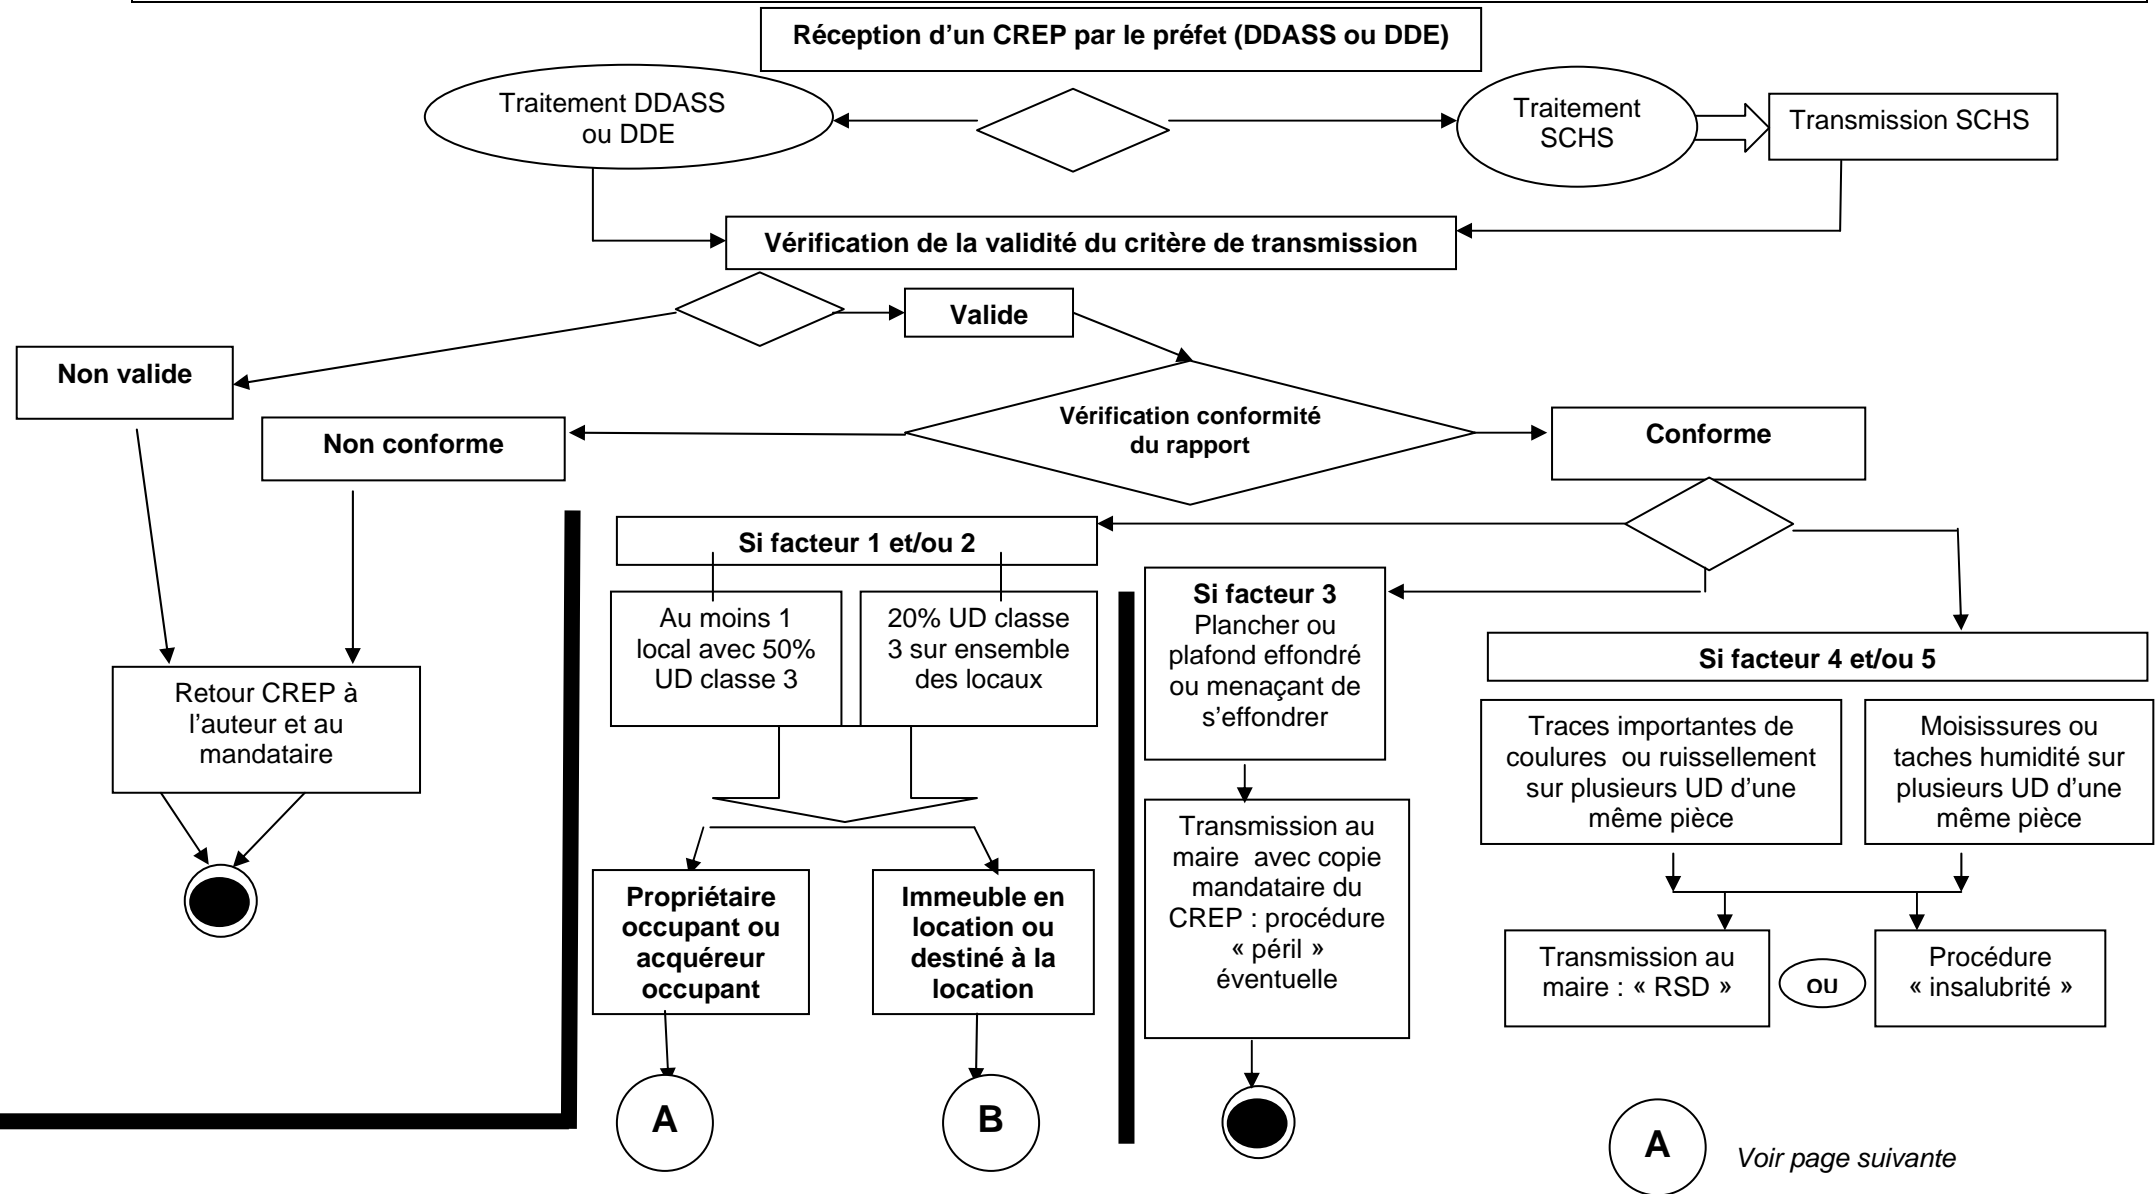 Réception d’un CREP par le préfet (DDASS ou DDE)
Traitement DDASS
ou DDE
Traitement
SCHS
Transmission SCHS
Vérification de la validité du critère de transmission
Valide
Non valide
Vérification conformité
du rapport
Non conforme
Conforme
Si facteur 1 et/ou 2
Au moins 1
local avec 50%
UD classe 3
20% UD classe
3 sur ensemble
des locaux
Si facteur 3
Plancher ou
plafond effondré
ou menaçant de
s’effondrer
Si facteur 4 et/ou 5
Traces importantes de
coulures  ou ruissellement
sur plusieurs UD d’une
même pièce
Moisissures ou
taches humidité sur
plusieurs UD d’une
même pièce
Retour CREP à
l’auteur et au
mandataire
Transmission au
maire  avec copie
mandataire du
CREP : procédure
« péril »
éventuelle
Propriétaire
occupant ou
acquéreur
occupant
Immeuble en
location ou
destiné à la
location
Transmission au
maire : « RSD »
OU
Procédure
« insalubrité »
A
B
A
Voir page suivante